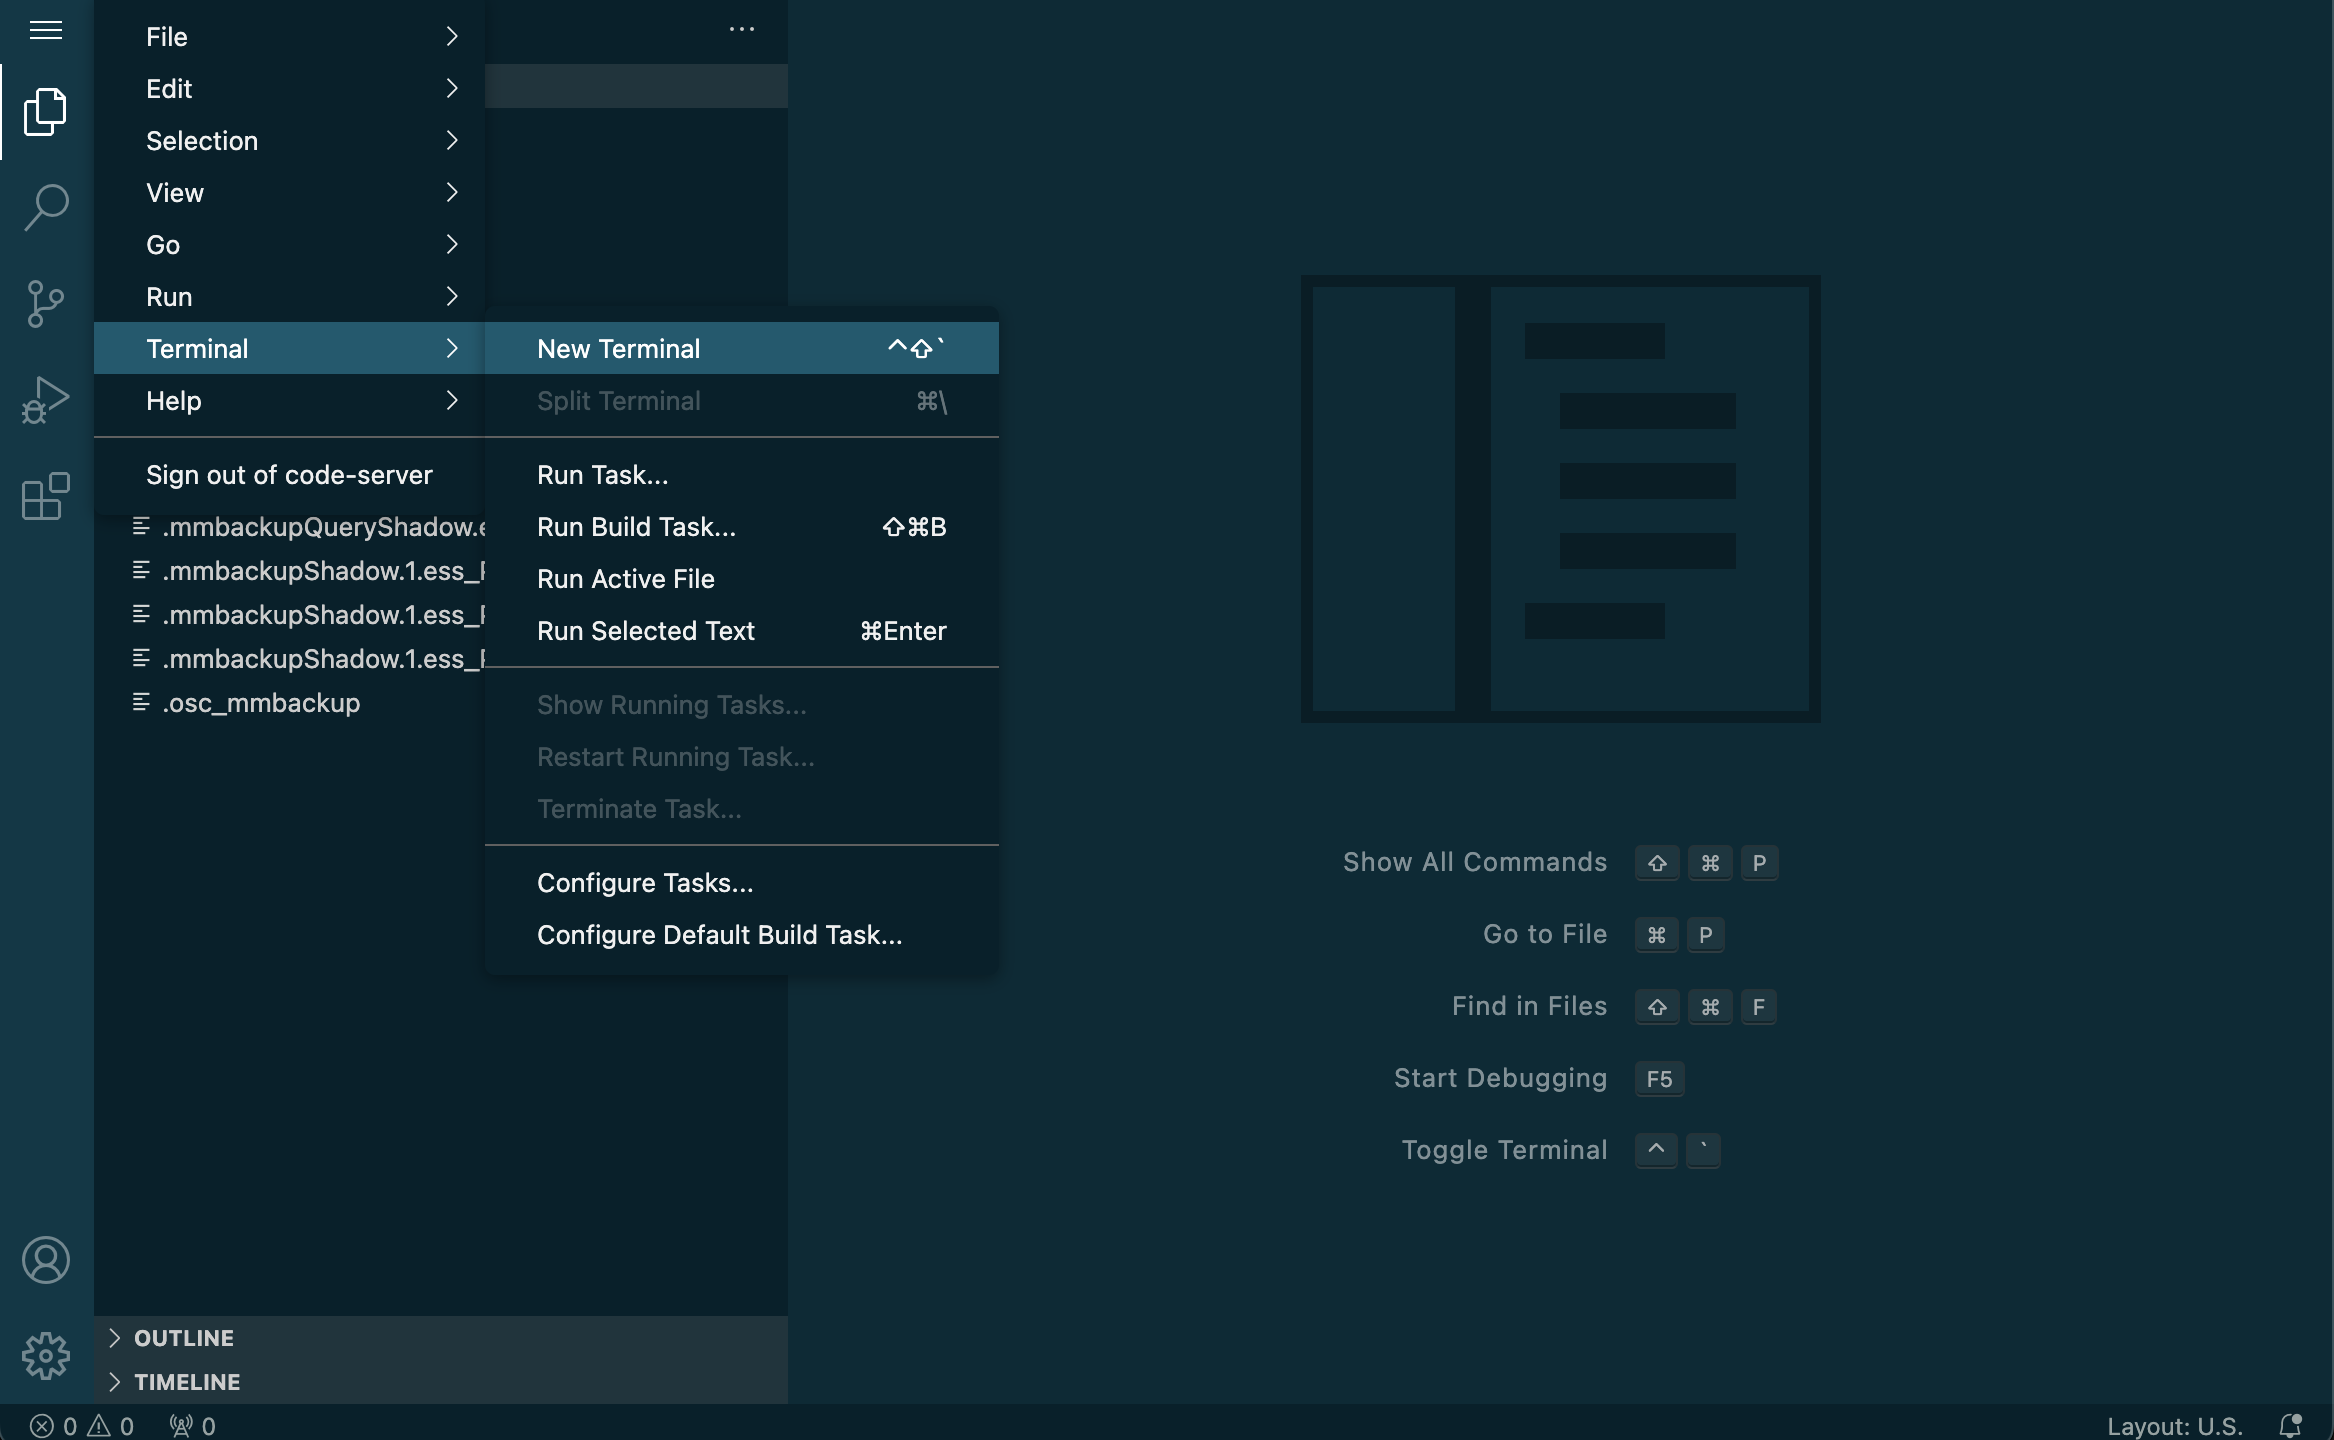 File
Edit
Selection
View
Go
Run
Terminal
Help
Sign out of code-server
New Terminal ^⇧`
Split Terminal ⌘\
Run Task...
Run Build Task... ⇧⌘B
Run Active File
Run Selected Text ⌘Enter
Show Running Tasks...
Restart Running Task...
Terminate Task...
Configure Tasks...
Configure Default Build Task...
.mmbackupQueryShadow.e
.mmbackupShadow.1.ess_
.mmbackupShadow.1.ess_
.mmbackupShadow.1.ess_
.osc_mmbackup
OUTLINE
TIMELINE
Show All Commands ⇧ ⌘ P
Go to File ⌘ P
Find in Files ⇧ ⌘ F
Start Debugging F5
Toggle Terminal ^ `
0 0 0
Layout: U.S.